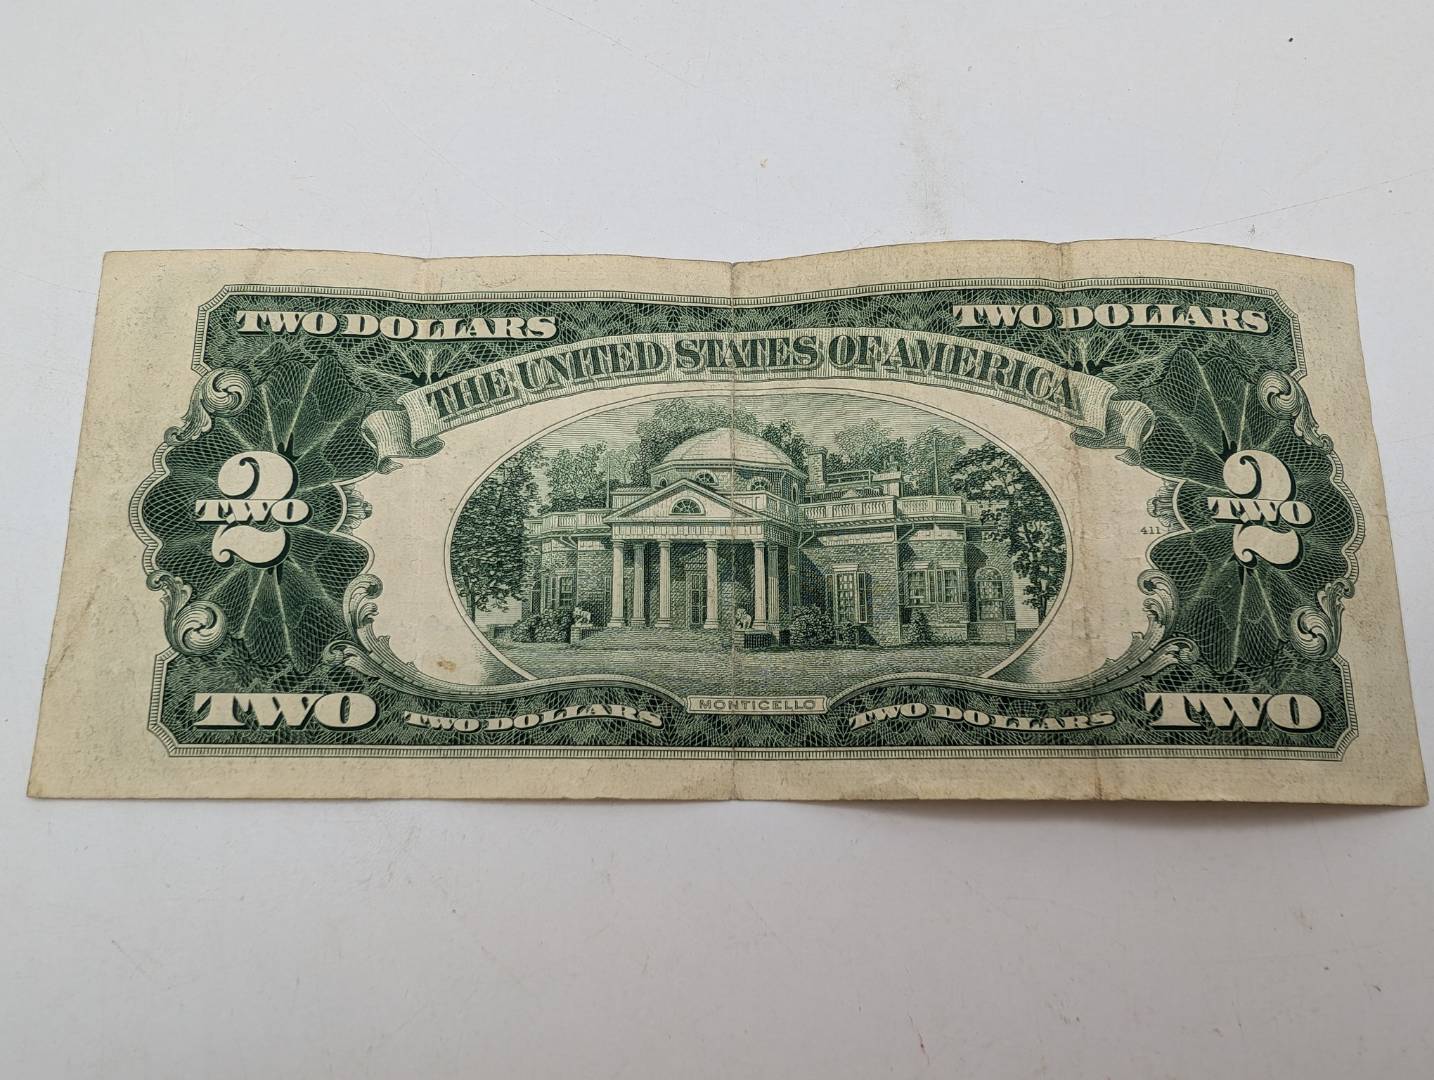 TWO DOLLARS TWO DOLLARS
THE UNITED STATES OF AMERICA
2 TWO
2 TWO
411
MONTICELLO
TWO TWO DOLLARS TWO DOLLARS TWO